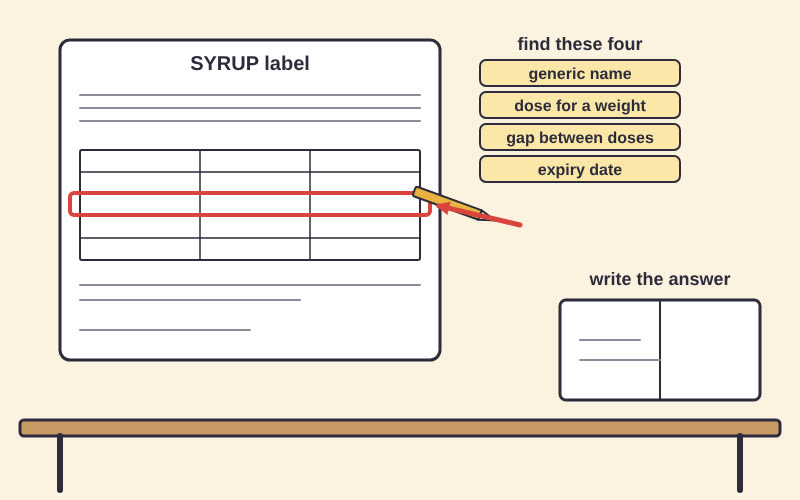 SYRUP label
find these four
generic name
dose for a weight
gap between doses
expiry date
write the answer